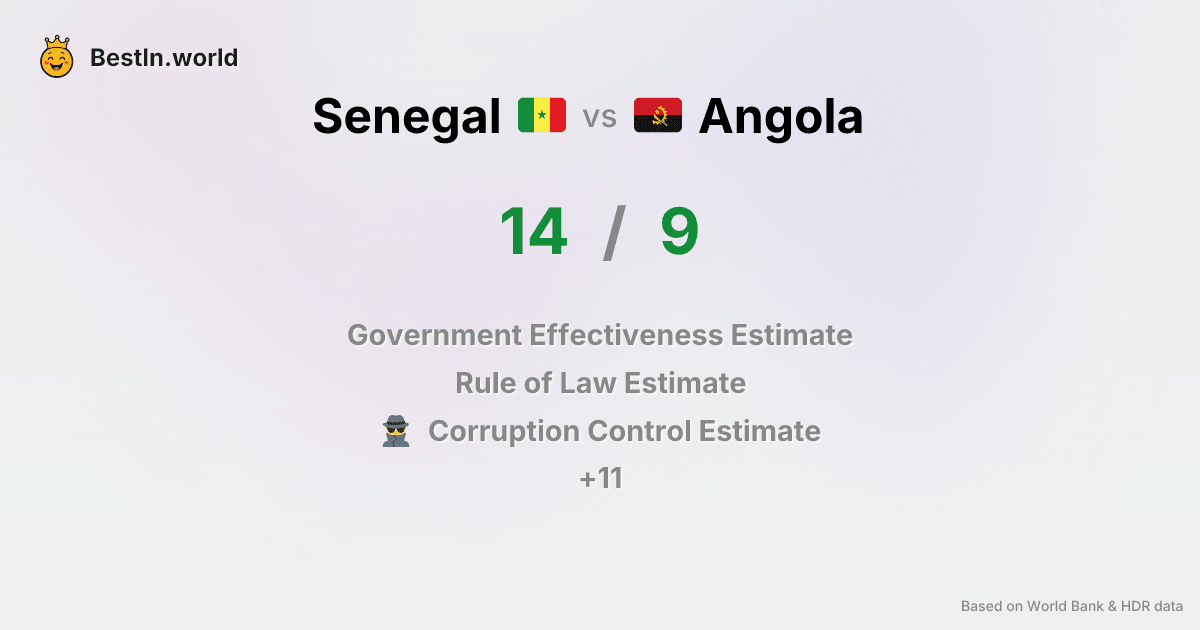 BestIn.world
Senegal vs Angola
14 / 9
Government Effectiveness Estimate
Rule of Law Estimate
Corruption Control Estimate
+11
Based on World Bank & HDR data